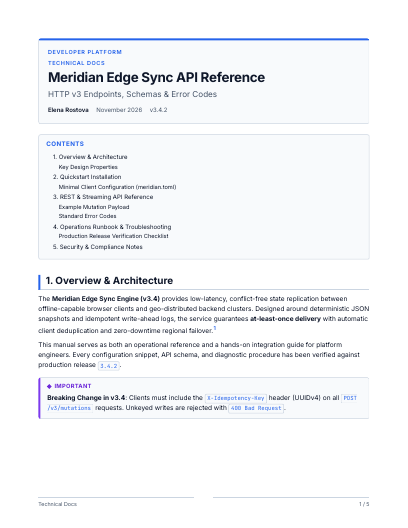 DEVELOPER PLATFORM
TECHNICAL DOCS
Meridian Edge Sync API Reference
HTTP v3 Endpoints, Schemas & Error Codes
Elena Rostova November 2026 v3.4.2
CONTENTS
1. Overview & Architecture
Key Design Properties
2. Quickstart Installation
Minimal Client Configuration (meridian.toml)
3. REST & Streaming API Reference
Example Mutation Payload
Standard Error Codes
4. Operations Runbook & Troubleshooting
Production Release Verification Checklist
5. Security & Compliance Notes
1. Overview & Architecture
The Meridian Edge Sync Engine (v3.4) provides low-latency, conflict-free state replication between
offline-capable browser clients and geo-distributed backend clusters. Designed around deterministic JSON
snapshots and idempotent write-ahead logs, the service guarantees at-least-once delivery with automatic
client deduplication and zero-downtime regional failover.1
This manual serves as both an operational reference and a hands-on integration guide for platform
engineers. Every configuration snippet, API schema, and diagnostic procedure has been verified against
production release 3.4.2.
◆ IMPORTANT
Breaking Change in v3.4: Clients must include the X-Idempotency-Key header (UUIDv4) on all POST
/v3/mutations requests. Unkeyed writes are rejected with 400 Bad Request.
Technical Docs 1 / 5